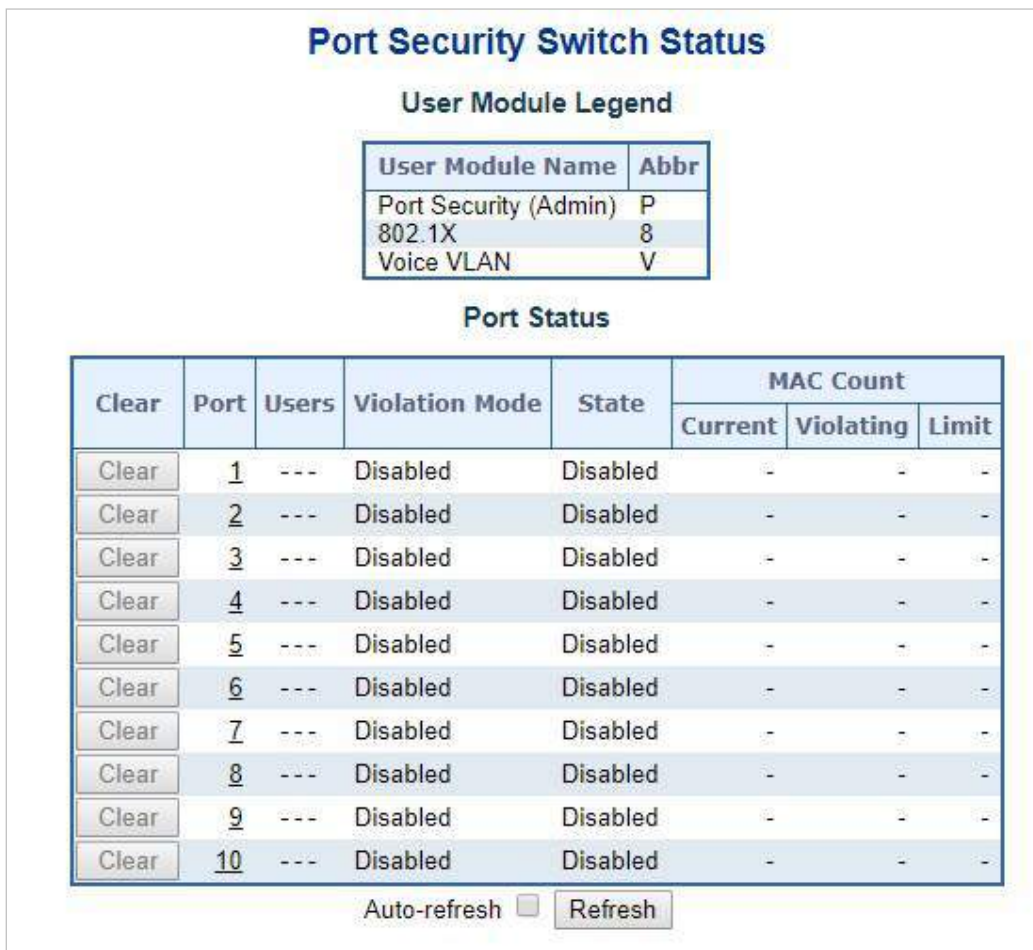 Port Security Switch Status
User Module Legend
User Module Name Abbr
Port Security (Admin) P
802.1X 8
Voice VLAN V
Port Status
Clear Port Users Violation Mode State MAC Count
Current Violating Limit
Clear 1 --- Disabled Disabled - - -
Clear 2 --- Disabled Disabled - - -
Clear 3 --- Disabled Disabled - - -
Clear 4 --- Disabled Disabled - - -
Clear 5 --- Disabled Disabled - - -
Clear 6 --- Disabled Disabled - - -
Clear 7 --- Disabled Disabled - - -
Clear 8 --- Disabled Disabled - - -
Clear 9 --- Disabled Disabled - - -
Clear 10 --- Disabled Disabled - - -
Auto-refresh Refresh